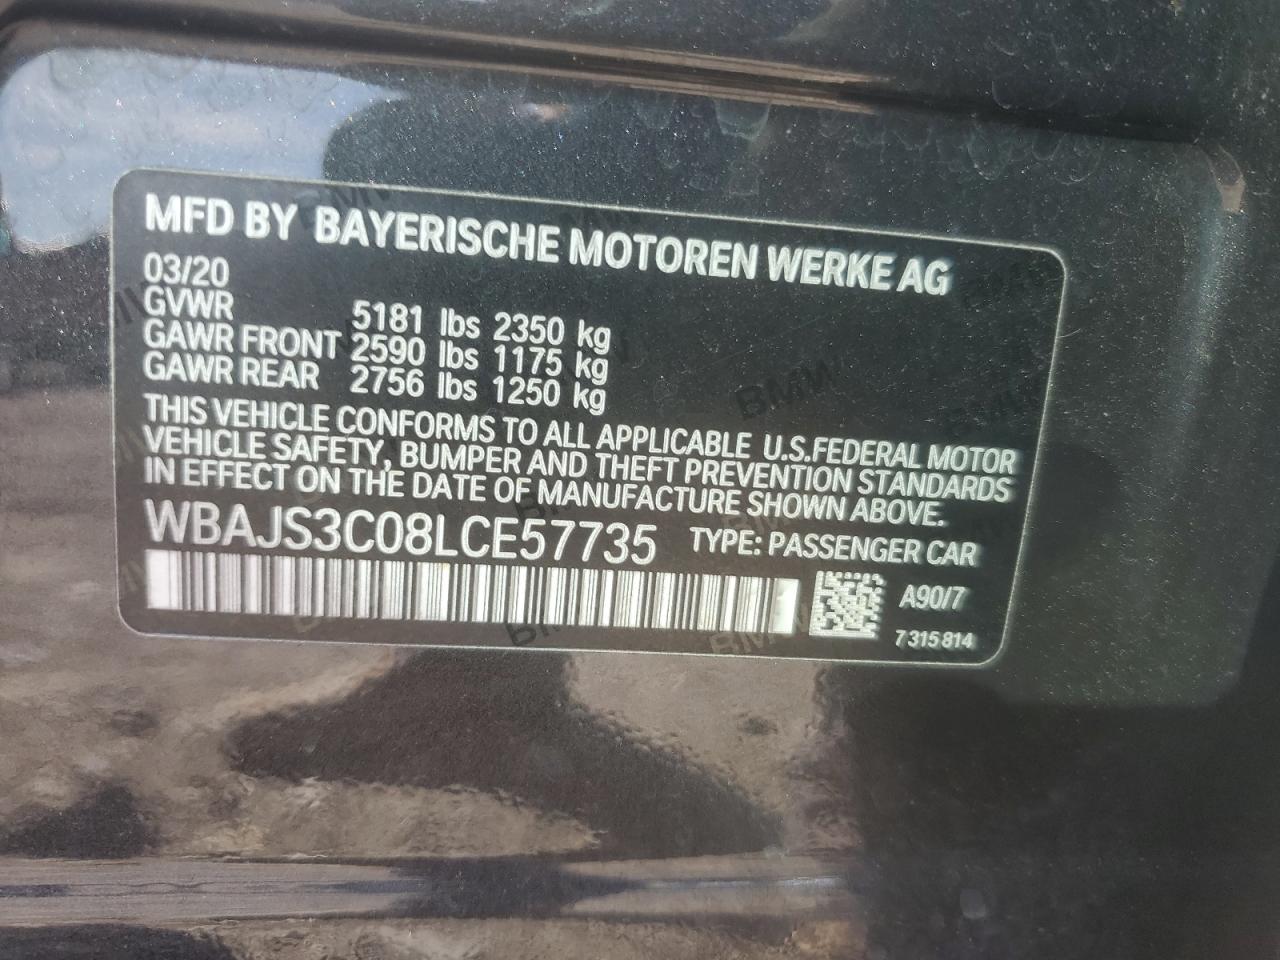 MFD BY BAYERISCHE MOTOREN WERKE AG
03/20
GVWR 5181 lbs 2350 kg
GAWR FRONT 2590 lbs 1175 kg
GAWR REAR 2756 lbs 1250 kg
THIS VEHICLE CONFORMS TO ALL APPLICABLE U.S.FEDERAL MOTOR
VEHICLE SAFETY, BUMPER AND THEFT PREVENTION STANDARDS
IN EFFECT ON THE DATE OF MANUFACTURE SHOWN ABOVE.
WBAJS3C08LCE57735 TYPE: PASSENGER CAR
1 A90/7
7 315 814